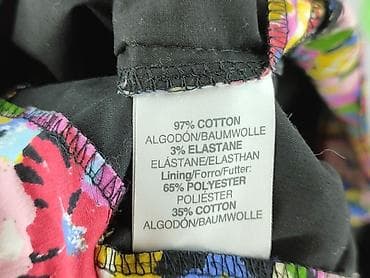 97% COTTON
ALGODÓN/BAUMWOLLE
3% ELASTANE
ELÁSTANE/ELASTHAN
Lining/Forro/Futter:
65% POLYESTER
POLIÉSTER
35% COTTON
ALGODÓN/BAUMWOLLE